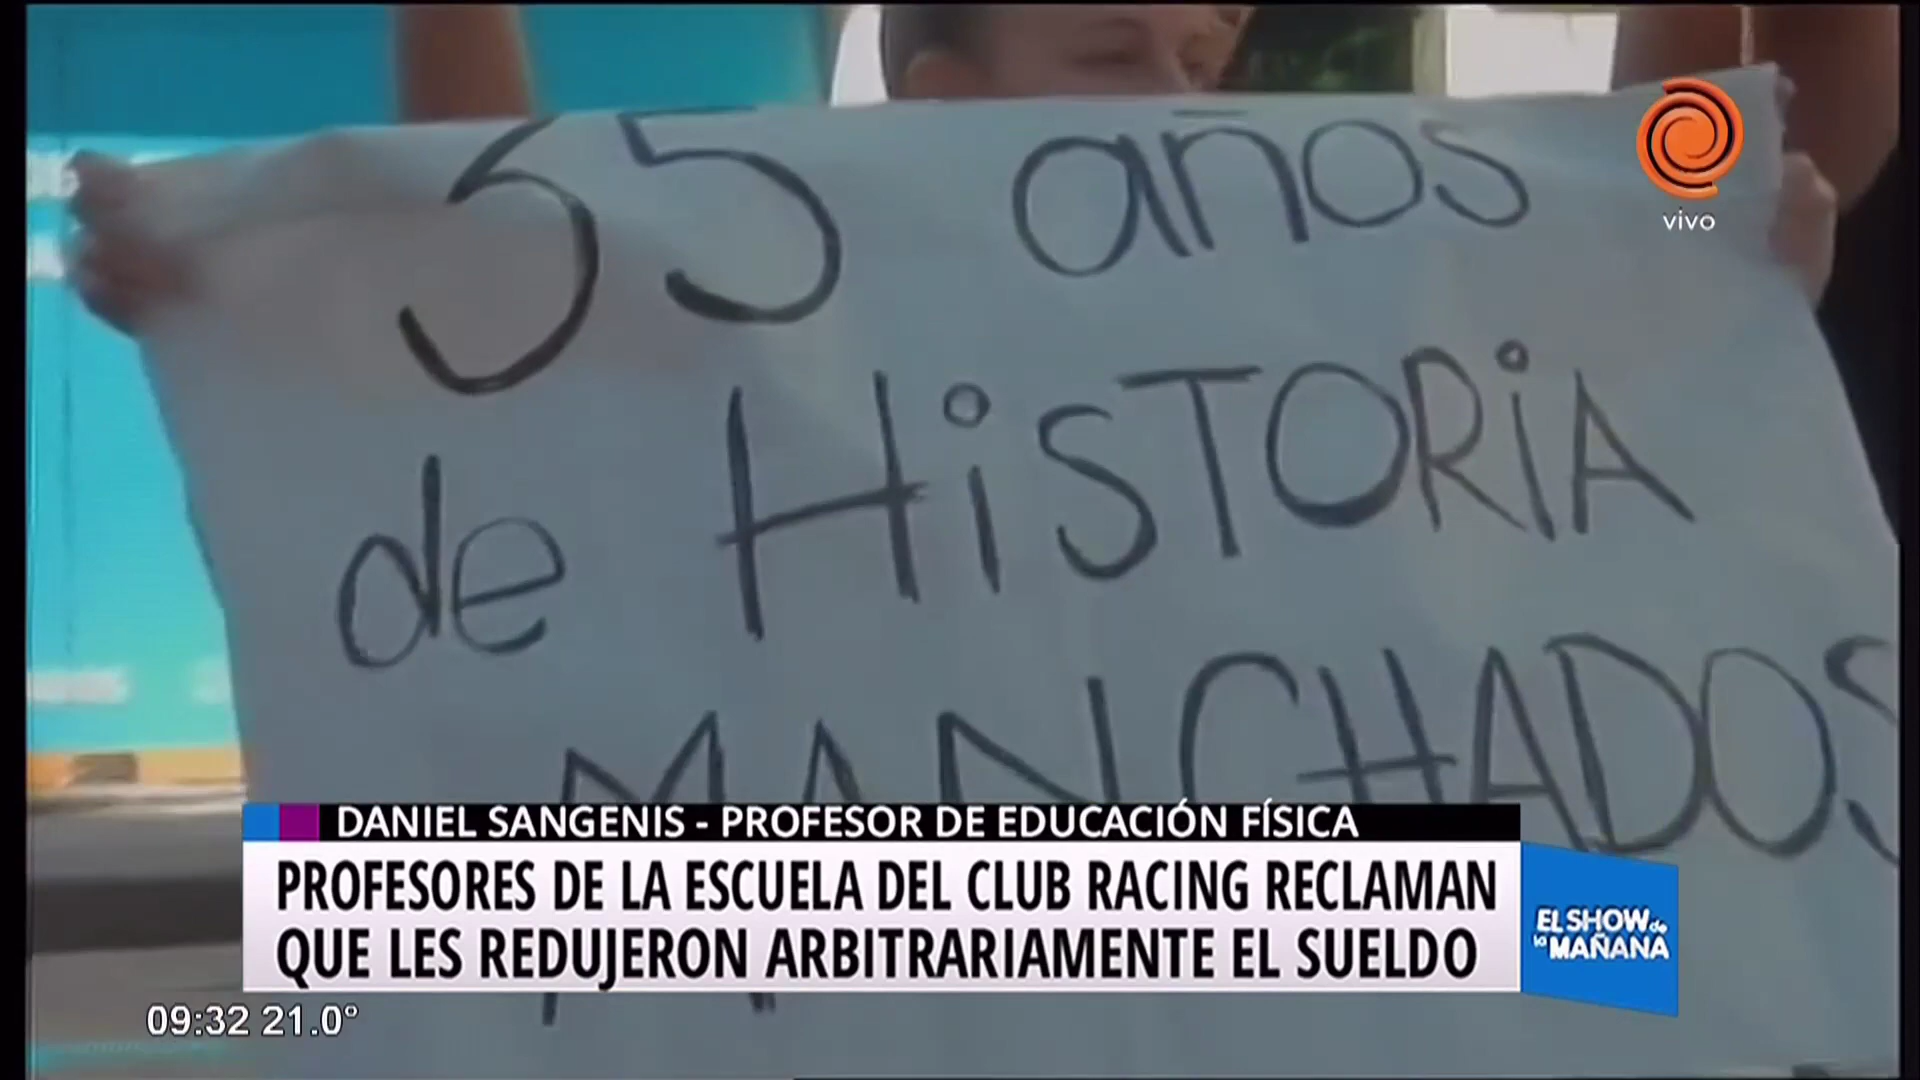 55 años
de HiSTORiA
MANCHADOS
vivo
DANIEL SANGENIS - PROFESOR DE EDUCACIÓN FÍSICA
PROFESORES DE LA ESCUELA DEL CLUB RACING RECLAMAN
QUE LES REDUJERON ARBITRARIAMENTE EL SUELDO
EL SHOW de
la MAÑANA
09:32 21.0°